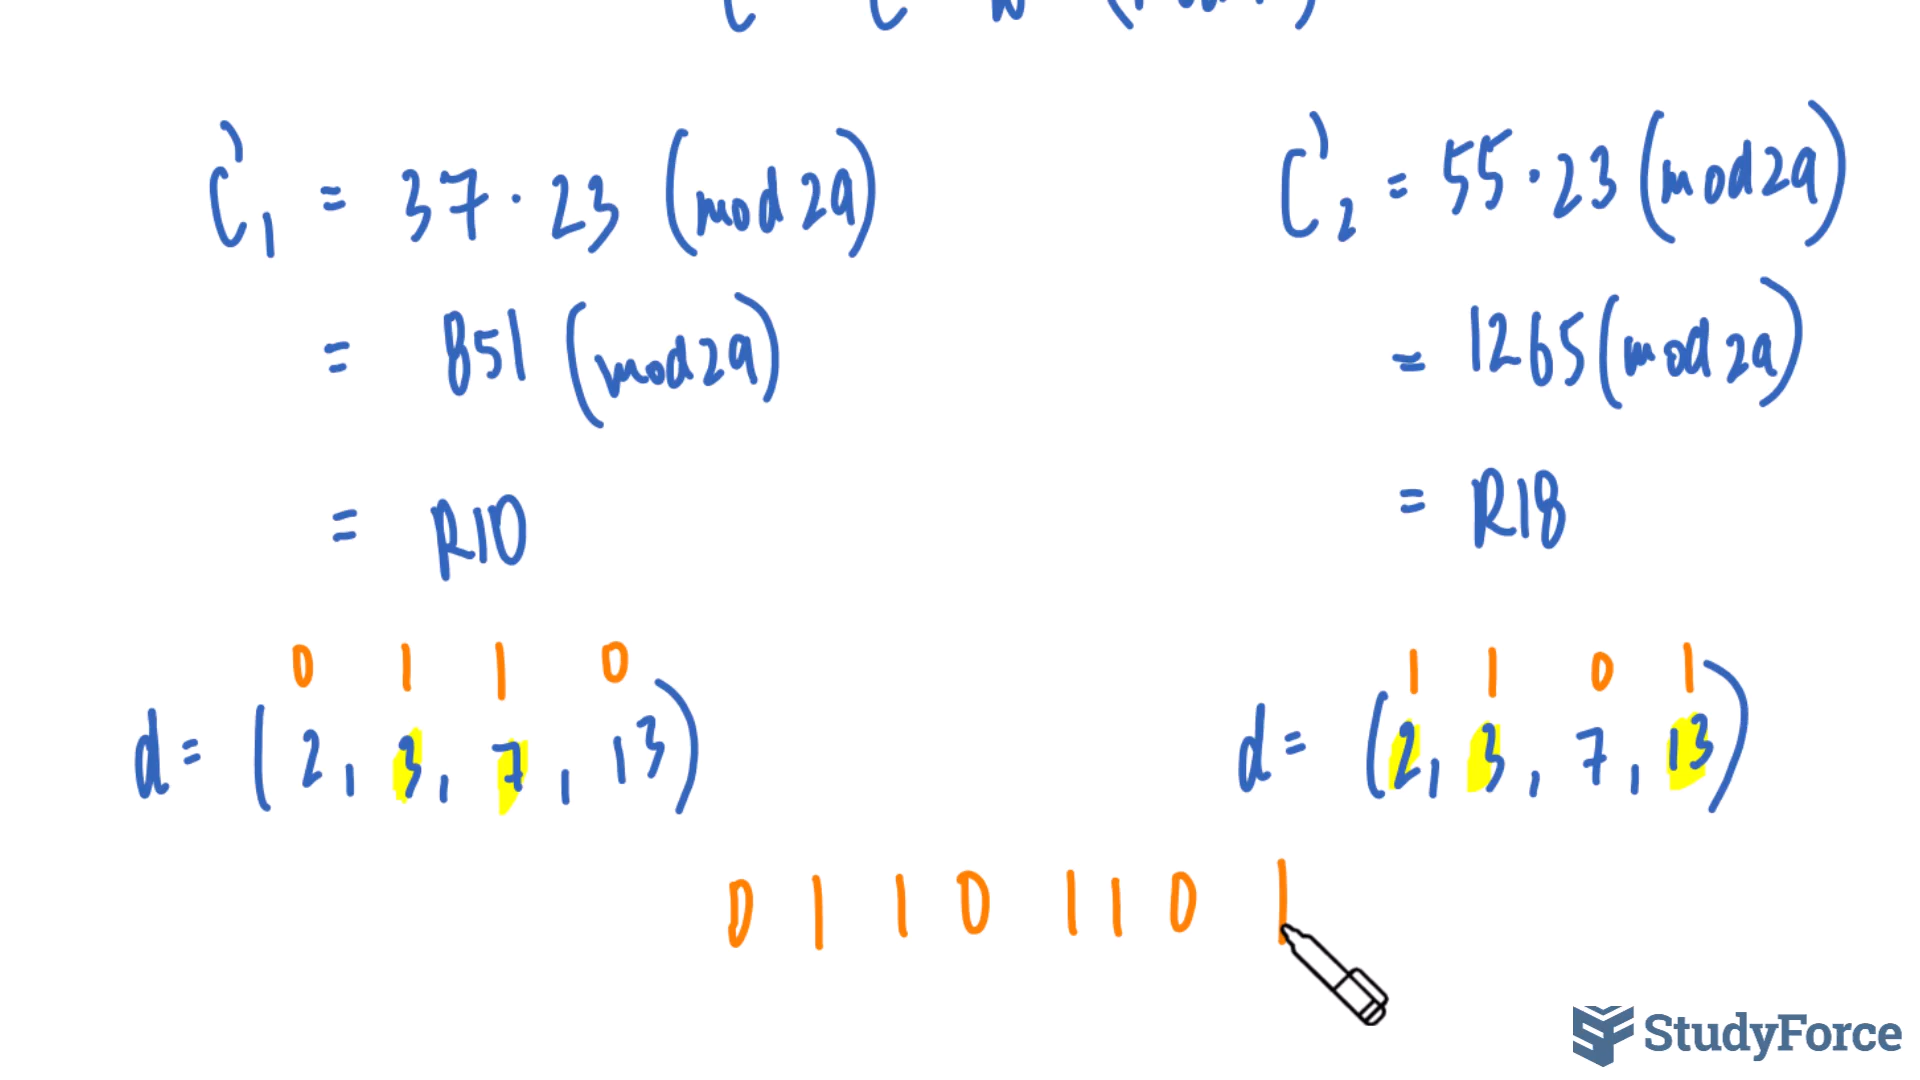 C'₁ = 37 · 23 (mod 29)
= 851 (mod 29)
= R10
0 1 1 0
d = (2, 3, 7, 13)
C'₂ = 55 · 23 (mod 29)
= 1265 (mod 29)
= R18
1 1 0 1
d = (2, 3, 7, 13)
0 1 1 0 1 1 0 1
StudyForce